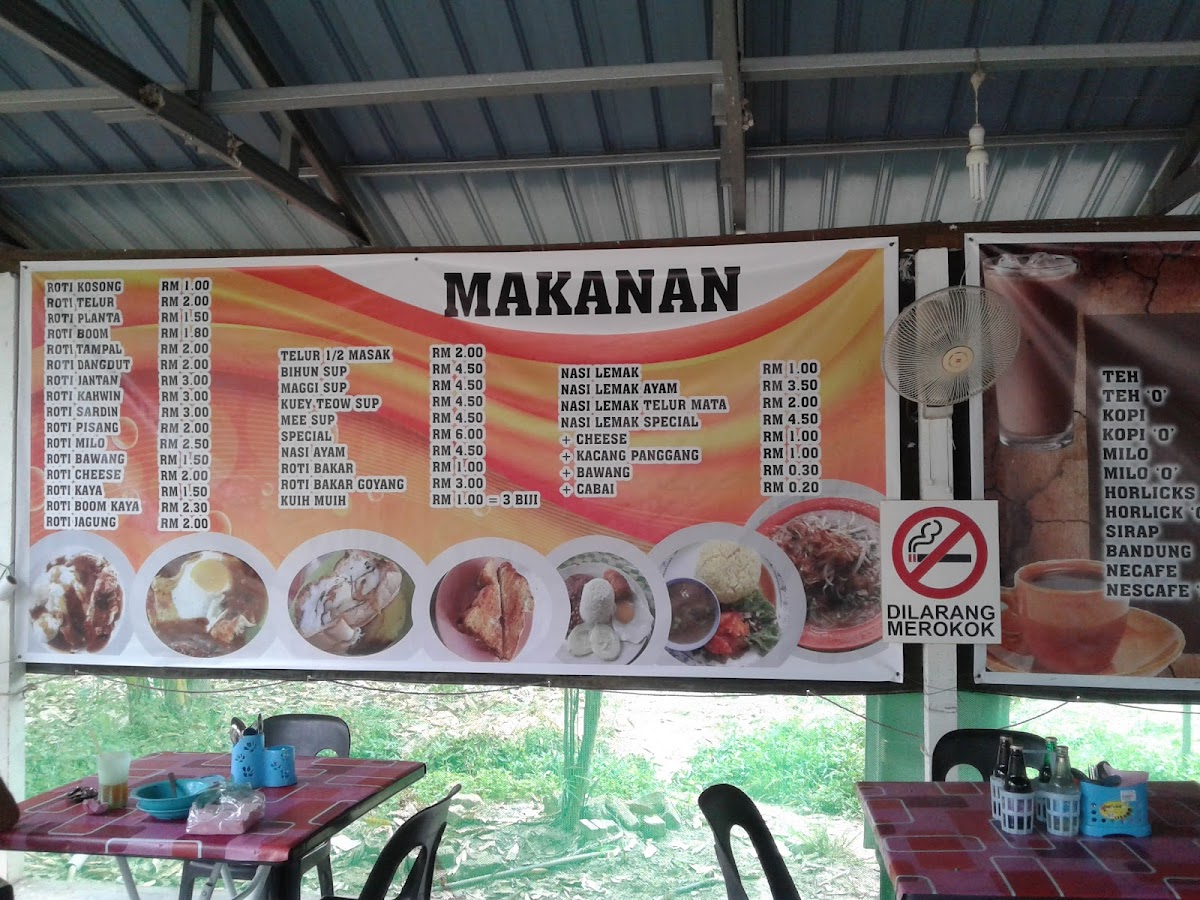 MAKANAN
ROTI KOSONG RM 1.00
ROTI TELUR RM 2.00
ROTI PLANTA RM 1.50
ROTI BOOM RM 1.80
ROTI TAMPAL RM 2.00
ROTI DANGDUT RM 2.00
ROTI JANTAN RM 3.00
ROTI KAHWIN RM 3.00
ROTI SARDIN RM 3.00
ROTI PISANG RM 2.00
ROTI MILO RM 2.50
ROTI BAWANG RM 1.50
ROTI CHEESE RM 2.00
ROTI KAYA RM 1.50
ROTI BOOM KAYA RM 2.30
ROTI JAGUNG RM 2.00
TELUR 1/2 MASAK RM 2.00
BIHUN SUP RM 4.50
MAGGI SUP RM 4.50
KUEY TEOW SUP RM 4.50
MEE SUP RM 4.50
SPECIAL RM 6.00
NASI AYAM RM 4.50
ROTI BAKAR RM 1.00
ROTI BAKAR GOYANG RM 3.00
KUIH MUIH RM 1.00 = 3 BIJI
NASI LEMAK RM 1.00
NASI LEMAK AYAM RM 3.50
NASI LEMAK TELUR MATA RM 2.00
NASI LEMAK SPECIAL RM 4.50
+ CHEESE RM 1.00
+ KACANG PANGGANG RM 1.00
+ BAWANG RM 0.30
+ CABAI RM 0.20
DILARANG
MEROKOK
TEH
TEH 'O'
KOPI
KOPI 'O'
MILO
MILO 'O'
HORLICKS
HORLICK 'O
SIRAP
BANDUNG
NECAFE
NESCAFE '